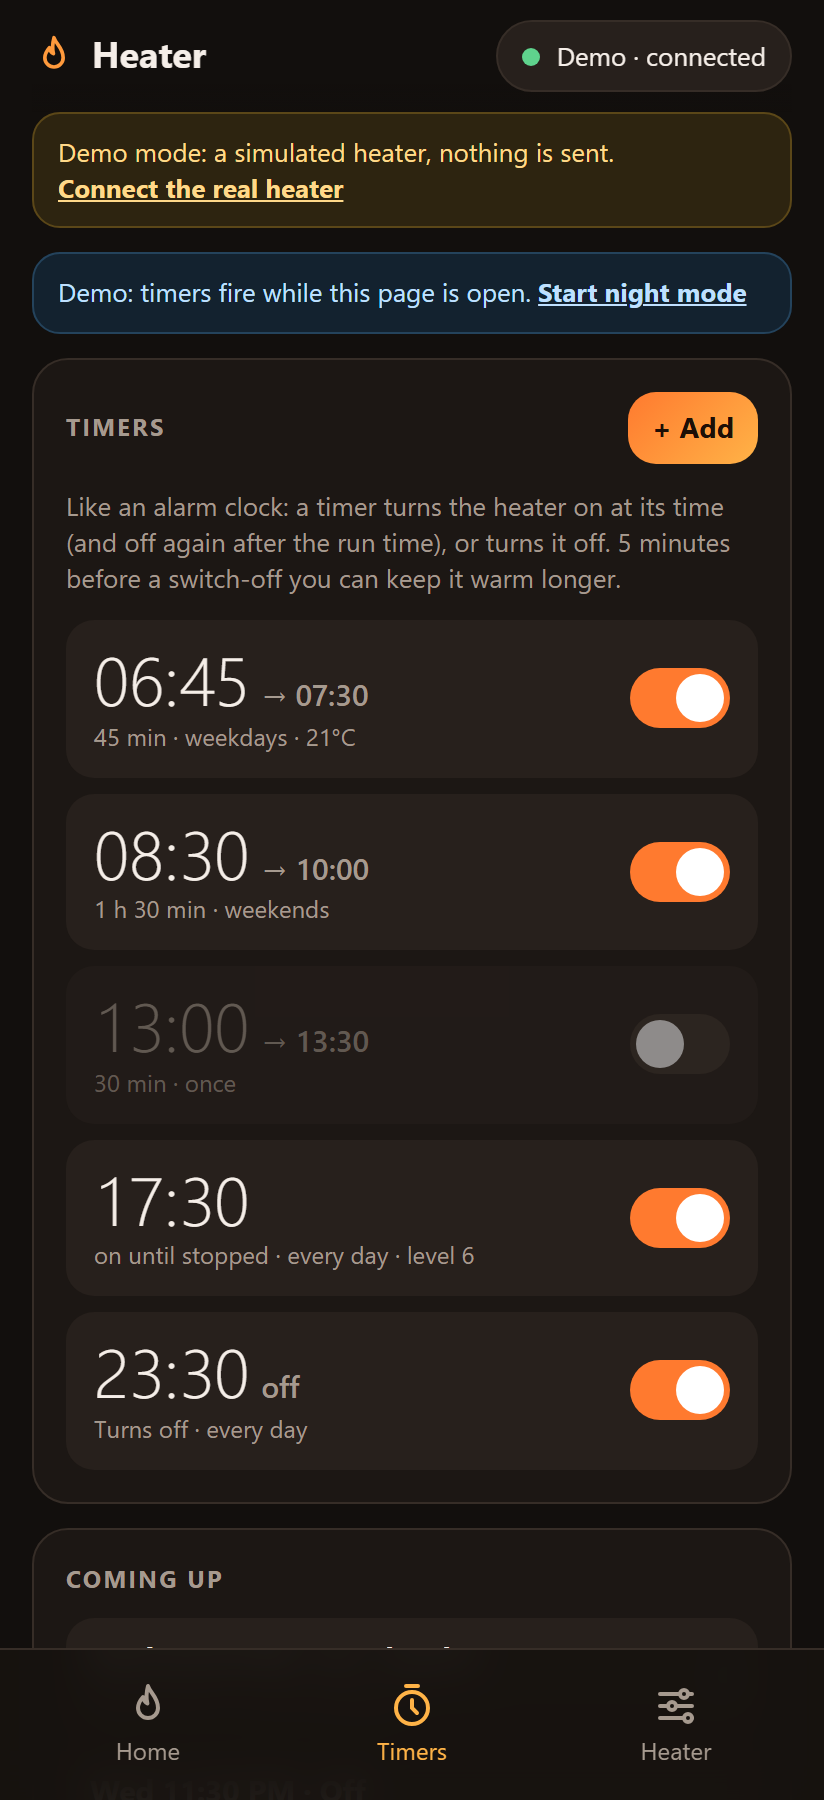 Heater
Demo · connected
Demo mode: a simulated heater, nothing is sent.
Connect the real heater
Demo: timers fire while this page is open. Start night mode
TIMERS
+ Add
Like an alarm clock: a timer turns the heater on at its time
(and off again after the run time), or turns it off. 5 minutes
before a switch-off you can keep it warm longer.
06:45 → 07:30
45 min · weekdays · 21°C
08:30 → 10:00
1 h 30 min · weekends
13:00 → 13:30
30 min · once
17:30
on until stopped · every day · level 6
23:30 off
Turns off · every day
COMING UP
Home
Timers
Heater
Wed 11:30 PM · Off